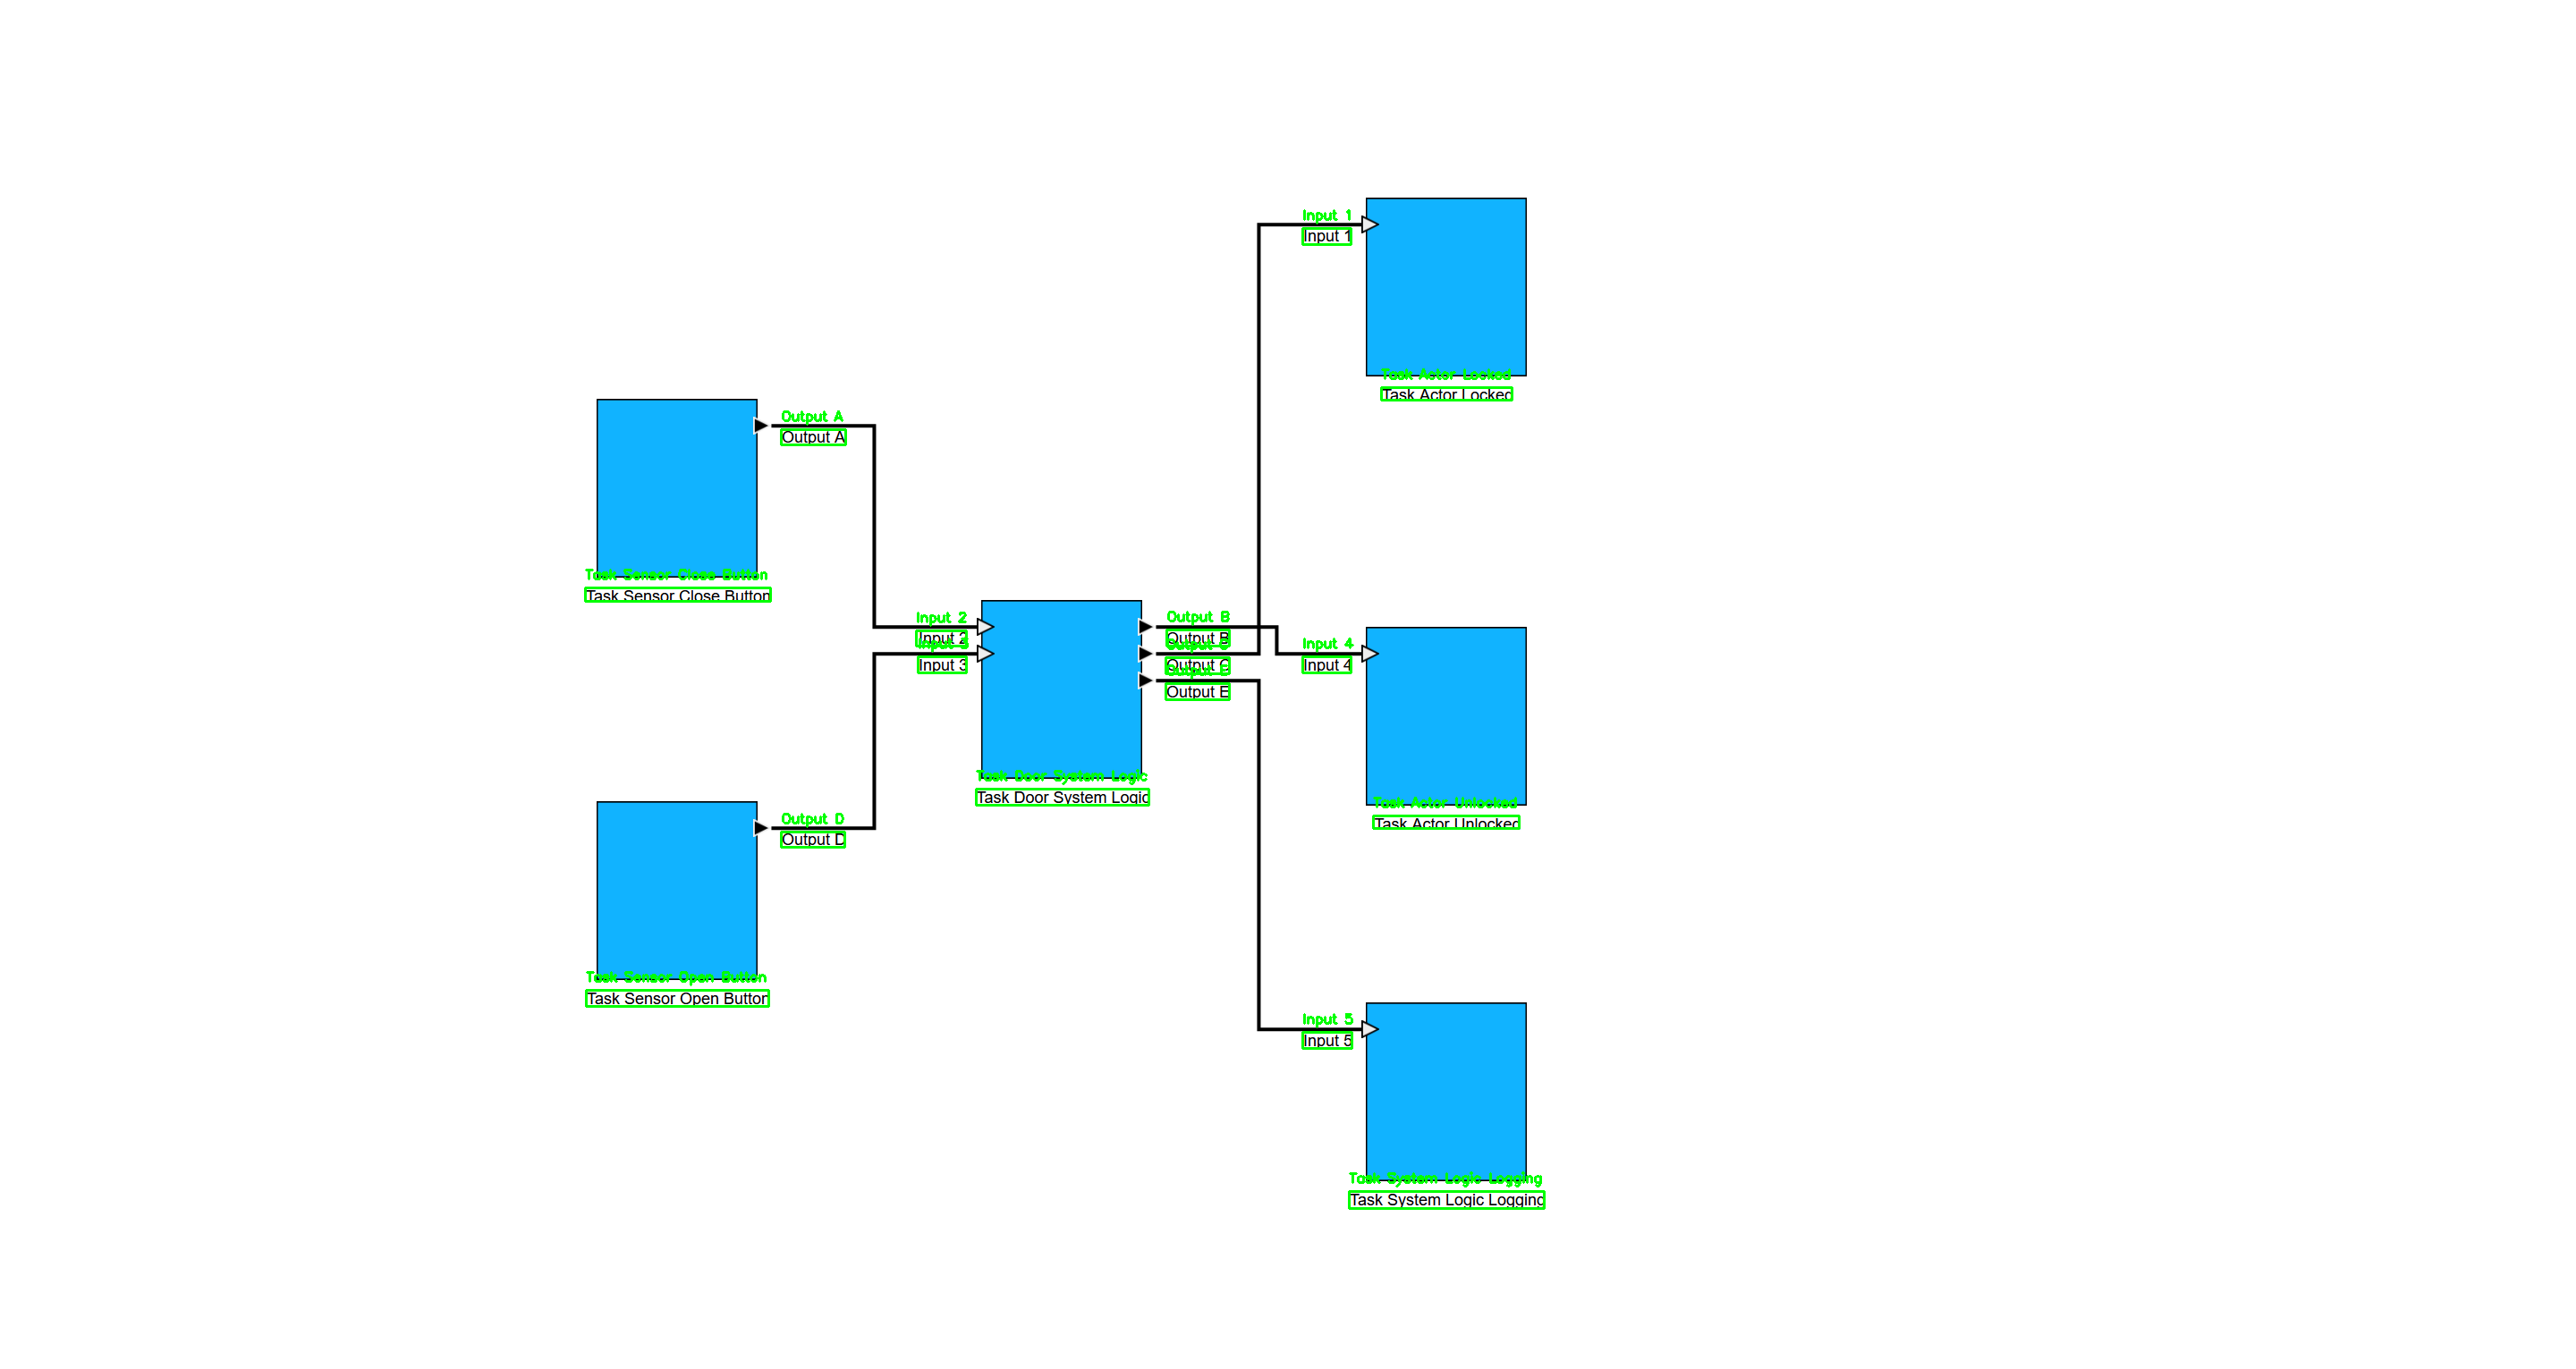 Input 1
Input 1
Task Actor Locked
Task Actor Locked
Output A
Output A
Task Sensor Close Button
Task Sensor Close Button
Input 2
Input 2
Input 3
Input 3
Output B
Output B
Output C
Output C
Output E
Output E
Input 4
Input 4
Task Door System Logic
Task Door System Logic
Task Actor Unlocked
Task Actor Unlocked
Output D
Output D
Task Sensor Open Button
Task Sensor Open Button
Input 5
Input 5
Task System Logic Logging
Task System Logic Logging